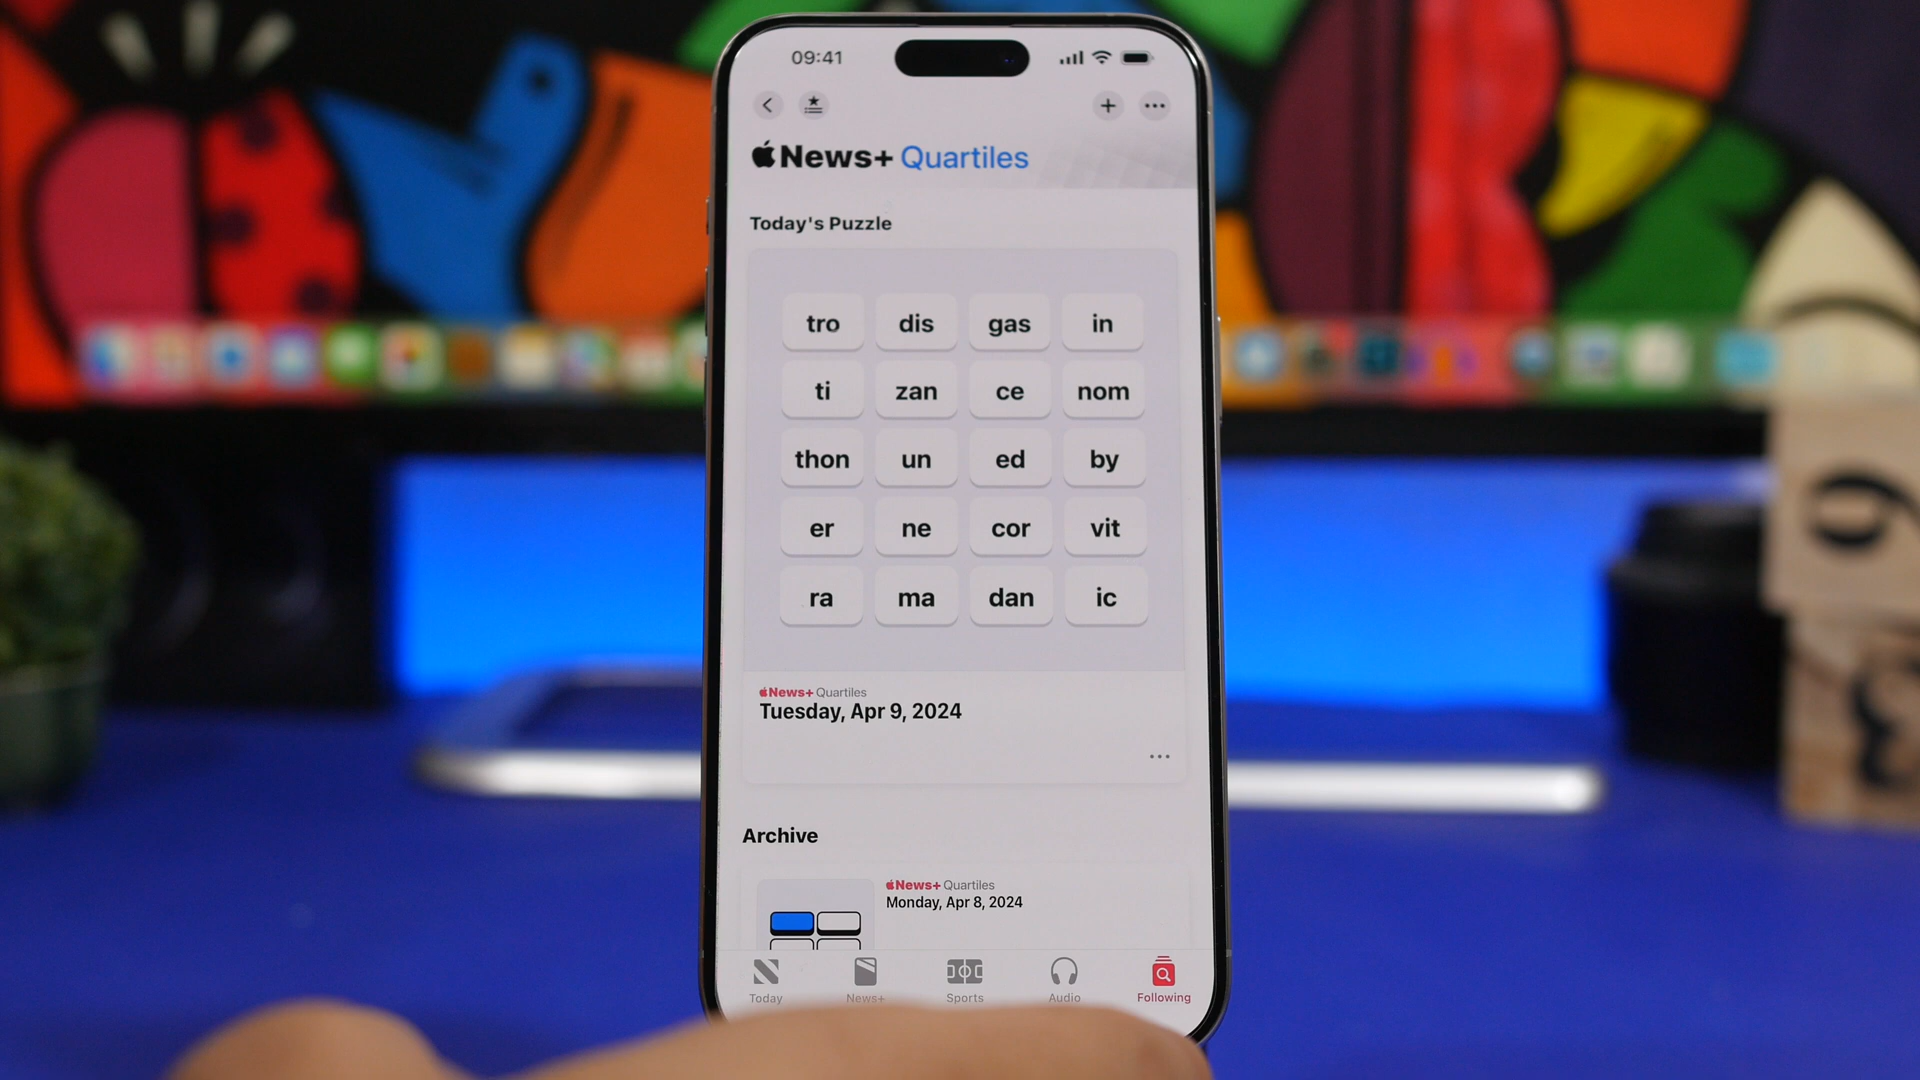 09:41
News+ Quartiles
Today's Puzzle
tro dis gas in
ti zan ce nom
thon un ed by
er ne cor vit
ra ma dan ic
News+ Quartiles
Tuesday, Apr 9, 2024
Archive
News+ Quartiles
Monday, Apr 8, 2024
Today News+ Sports Audio Following